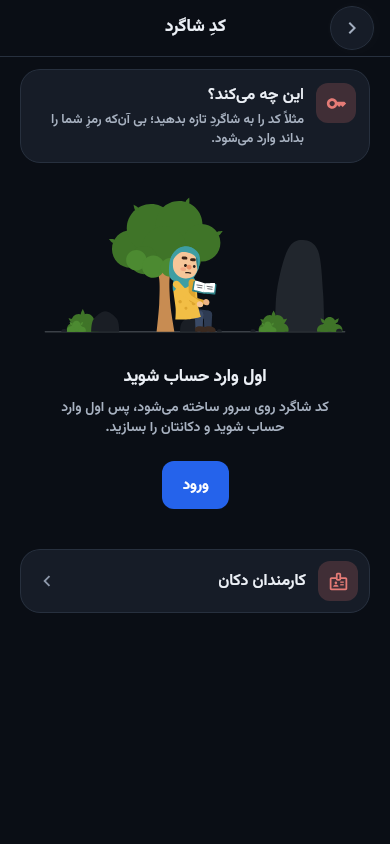 کدِ شاگرد
این چه می‌کند؟
مثلاً کد را به شاگردِ تازه بدهید؛ بی آن‌که رمزِ شما را
بداند وارد می‌شود.
اول وارد حساب شوید
کد شاگرد روی سرور ساخته می‌شود، پس اول وارد
حساب شوید و دکانتان را بسازید.
ورود
کارمندان دکان